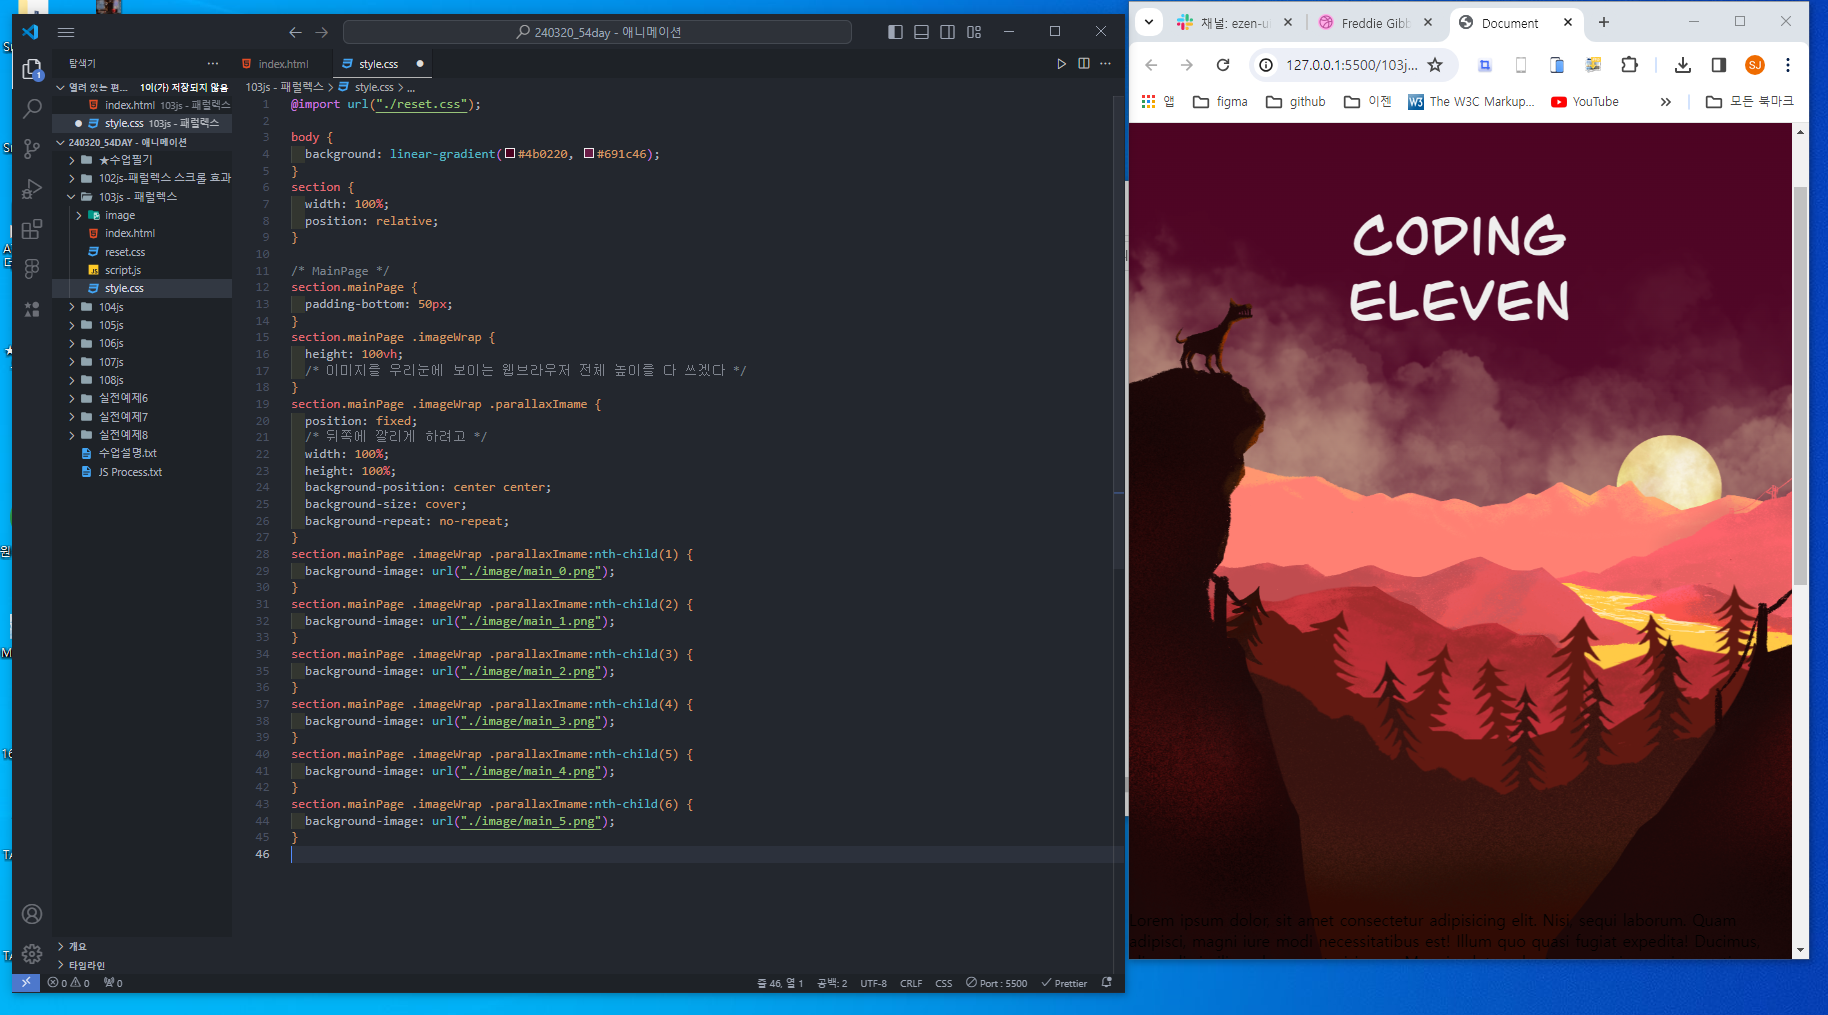 240320_54day - 애니메이션
탐색기
index.html
style.css
열려 있는 편... 1이(가) 저장되지 않음
index.html 103js - 패럴렉스
style.css 103js - 패럴렉스
240320_54DAY - 애니메이션
★수업필기
102js-패럴렉스 스크롤 효과
103js - 패럴렉스
image
index.html
reset.css
script.js
style.css
104js
105js
106js
107js
108js
실전예제6
실전예제7
실전예제8
수업설명.txt
JS Process.txt
개요
타임라인
103js - 패럴렉스 > style.css > ...
1 @import url("./reset.css");
2
3 body {
4 background: linear-gradient(#4b0220, #691c46);
5 }
6 section {
7 width: 100%;
8 position: relative;
9 }
10
11 /* MainPage */
12 section.mainPage {
13 padding-bottom: 50px;
14 }
15 section.mainPage .imageWrap {
16 height: 100vh;
17 /* 이미지를 우리눈에 보이는 웹브라우저 전체 높이를 다 쓰겠다 */
18 }
19 section.mainPage .imageWrap .parallaxImame {
20 position: fixed;
21 /* 뒤쪽에 깔리게 하려고 */
22 width: 100%;
23 height: 100%;
24 background-position: center center;
25 background-size: cover;
26 background-repeat: no-repeat;
27 }
28 section.mainPage .imageWrap .parallaxImame:nth-child(1) {
29 background-image: url("./image/main_0.png");
30 }
31 section.mainPage .imageWrap .parallaxImame:nth-child(2) {
32 background-image: url("./image/main_1.png");
33 }
34 section.mainPage .imageWrap .parallaxImame:nth-child(3) {
35 background-image: url("./image/main_2.png");
36 }
37 section.mainPage .imageWrap .parallaxImame:nth-child(4) {
38 background-image: url("./image/main_3.png");
39 }
40 section.mainPage .imageWrap .parallaxImame:nth-child(5) {
41 background-image: url("./image/main_4.png");
42 }
43 section.mainPage .imageWrap .parallaxImame:nth-child(6) {
44 background-image: url("./image/main_5.png");
45 }
46
0 0 0
줄 46, 열 1 공백: 2 UTF-8 CRLF CSS Port : 5500 Prettier
채널: ezen-u
Freddie Gibb
Document
127.0.0.1:5500/103j...
SJ
앱 figma github 이젠 The W3C Markup... YouTube » 모든 북마크
CODING
ELEVEN
Lorem ipsum dolor, sit amet consectetur adipisicing elit. Nisi, sequi laborum. Quam
adipisci, magni iure modi necessitatibus est! Illum quo quasi fugiat expedita! Ducimus,